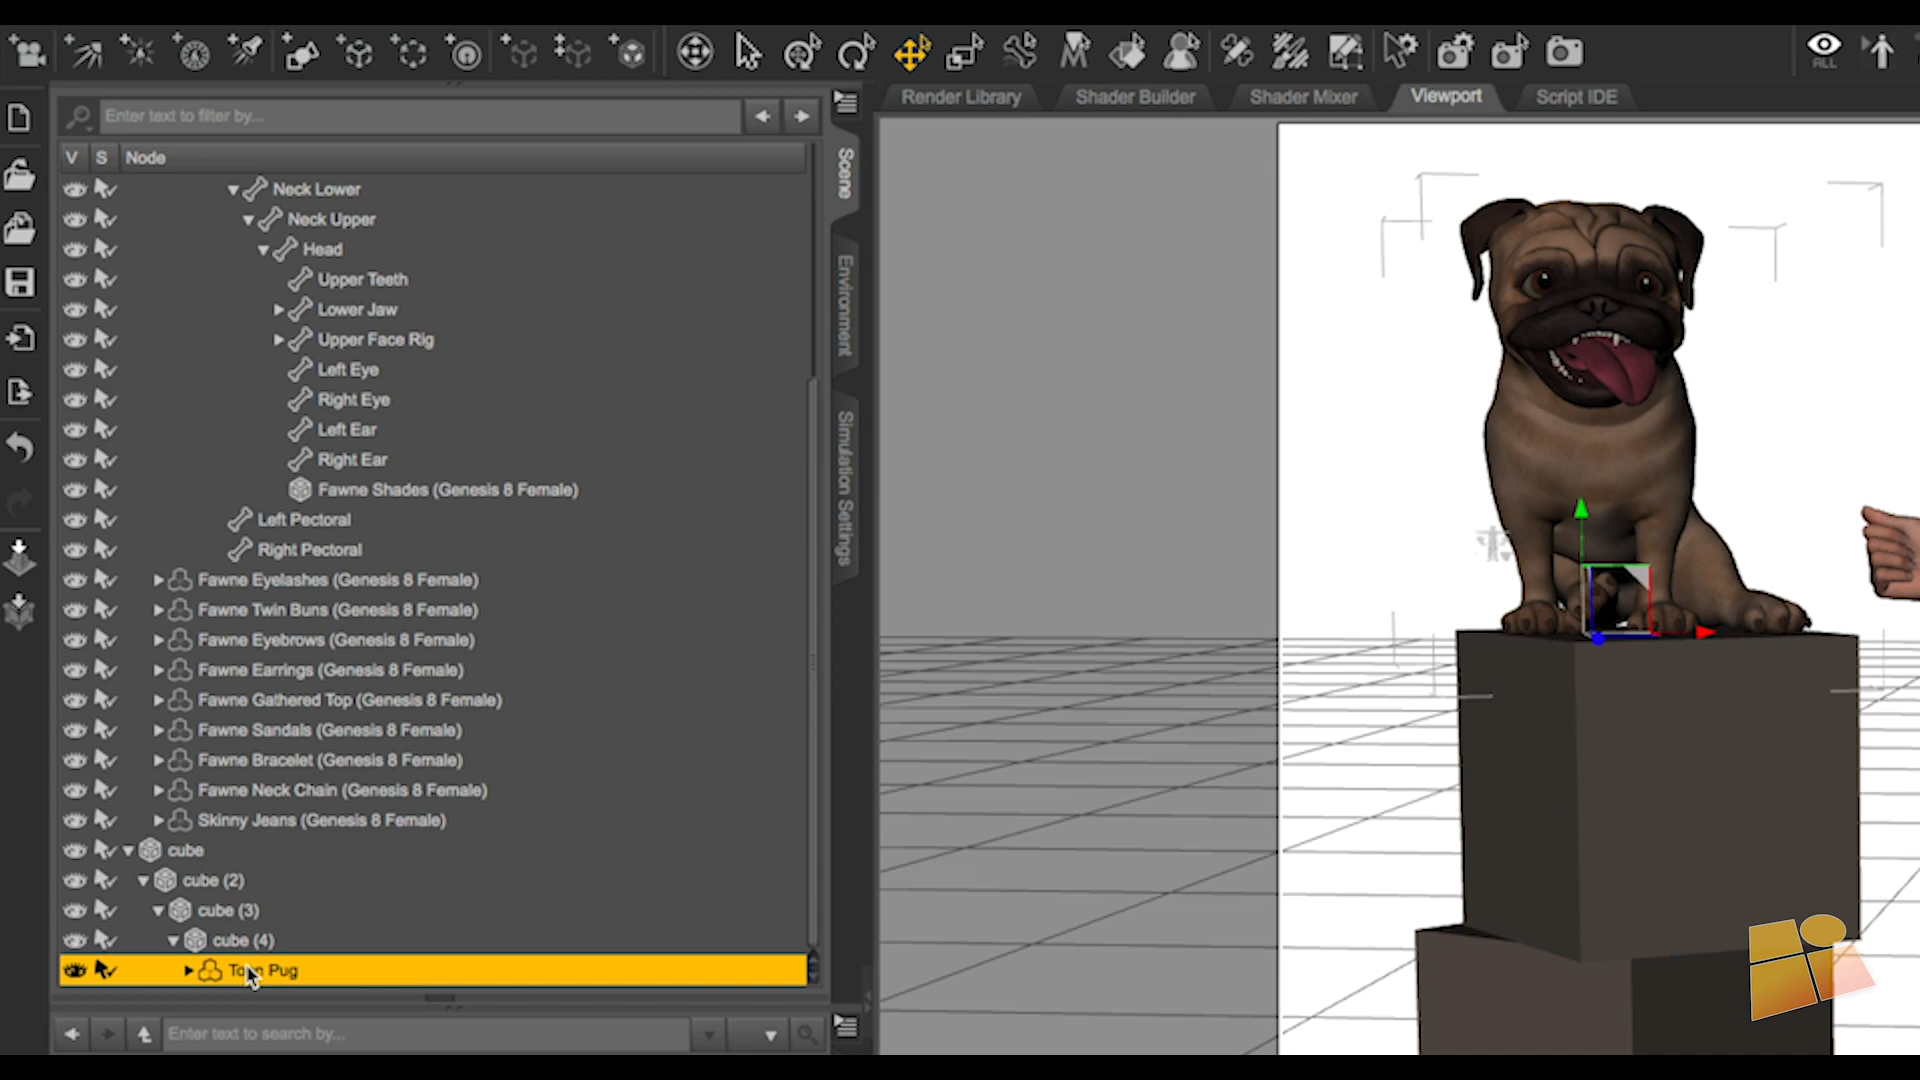 ALL
Render Library
Shader Builder
Shader Mixer
Viewport
Script IDE
Enter text to filter by...
V S Node
Neck Lower
Neck Upper
Head
Upper Teeth
Lower Jaw
Upper Face Rig
Left Eye
Right Eye
Left Ear
Right Ear
Fawne Shades (Genesis 8 Female)
Left Pectoral
Right Pectoral
Fawne Eyelashes (Genesis 8 Female)
Fawne Twin Buns (Genesis 8 Female)
Fawne Eyebrows (Genesis 8 Female)
Fawne Earrings (Genesis 8 Female)
Fawne Gathered Top (Genesis 8 Female)
Fawne Sandals (Genesis 8 Female)
Fawne Bracelet (Genesis 8 Female)
Fawne Neck Chain (Genesis 8 Female)
Skinny Jeans (Genesis 8 Female)
cube
cube (2)
cube (3)
cube (4)
Toon Pug
Enter text to search by...
Scene
Environment
Simulation Settings